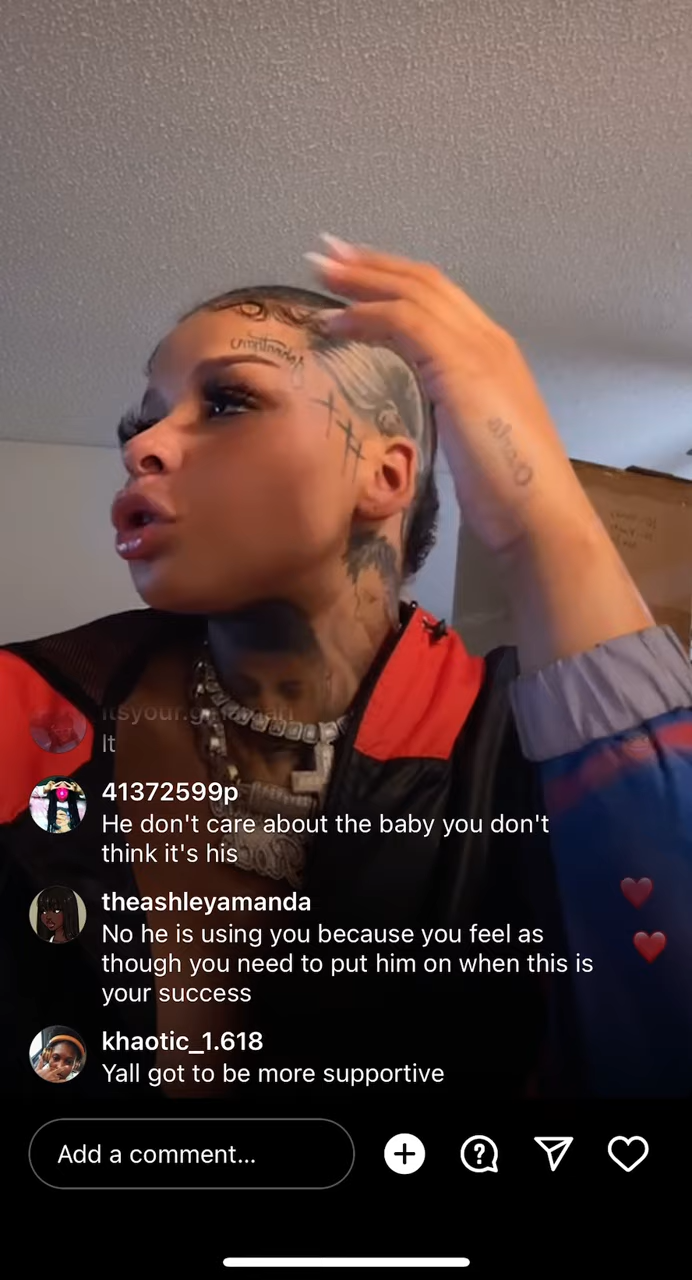 It
41372599p
He don't care about the baby you don't
think it's his
theashleyamanda
No he is using you because you feel as
though you need to put him on when this is
your success
khaotic_1.618
Yall got to be more supportive
Add a comment...